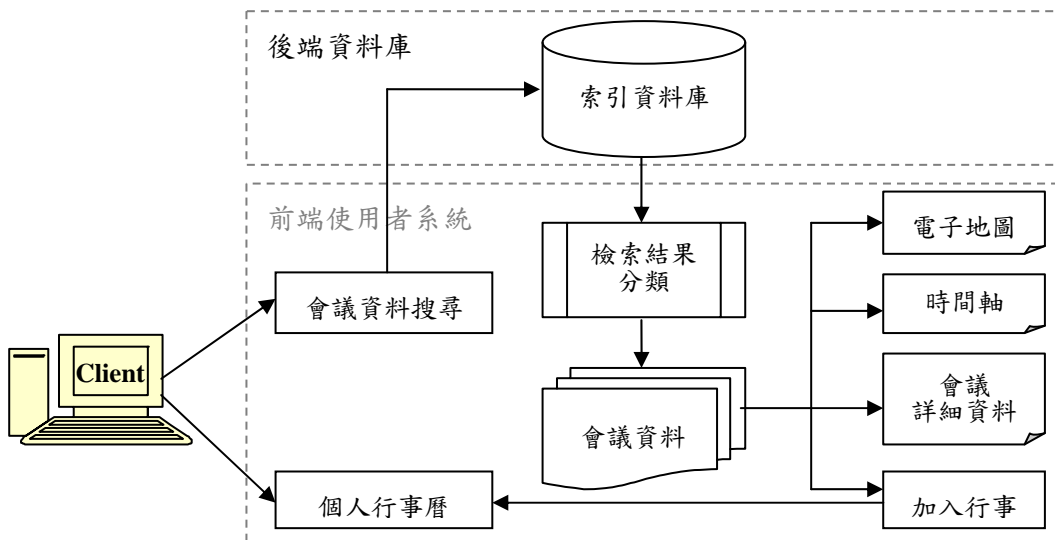 後端資料庫
索引資料庫
前端使用者系統
檢索結果
分類
電子地圖
會議資料搜尋
時間軸
Client
會議
詳細資料
會議資料
個人行事曆
加入行事